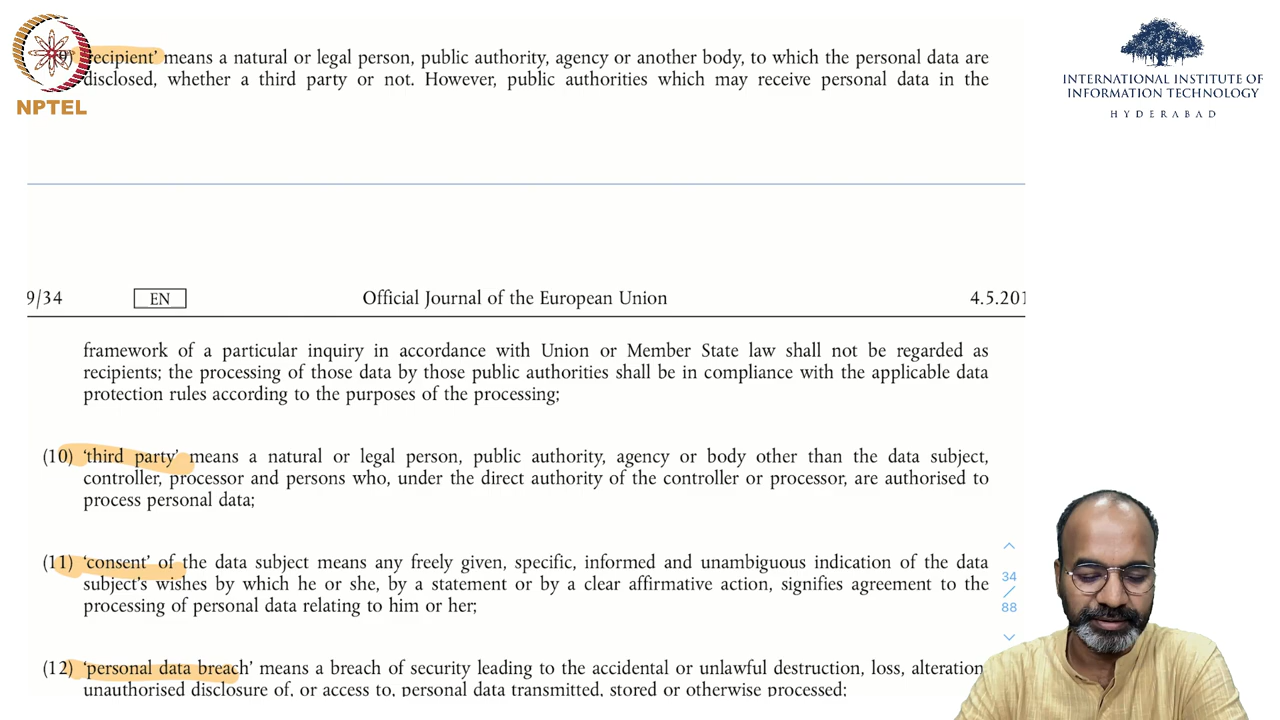 9) ‘recipient’ means a natural or legal person, public authority, agency or another body, to which the personal data are
disclosed, whether a third party or not. However, public authorities which may receive personal data in the
NPTEL
INTERNATIONAL INSTITUTE OF
INFORMATION TECHNOLOGY
HYDERABAD
9/34 EN Official Journal of the European Union 4.5.201
framework of a particular inquiry in accordance with Union or Member State law shall not be regarded as
recipients; the processing of those data by those public authorities shall be in compliance with the applicable data
protection rules according to the purposes of the processing;
(10) ‘third party’ means a natural or legal person, public authority, agency or body other than the data subject,
controller, processor and persons who, under the direct authority of the controller or processor, are authorised to
process personal data;
(11) ‘consent’ of the data subject means any freely given, specific, informed and unambiguous indication of the data
subject’s wishes by which he or she, by a statement or by a clear affirmative action, signifies agreement to the
processing of personal data relating to him or her;
(12) ‘personal data breach’ means a breach of security leading to the accidental or unlawful destruction, loss, alteration,
unauthorised disclosure of, or access to, personal data transmitted, stored or otherwise processed;
34
/
88